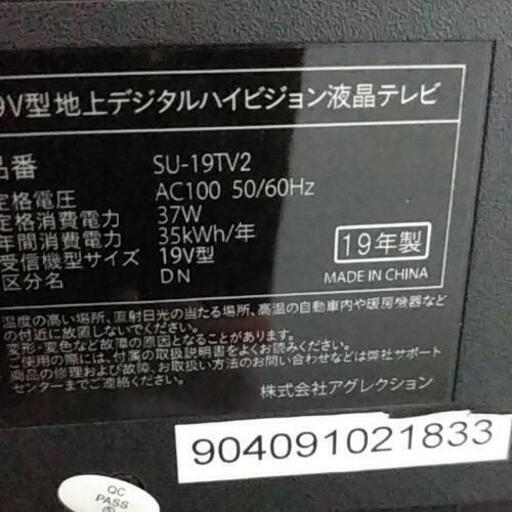 9V型地上デジタルハイビジョン液晶テレビ
品番 SU-19TV2
定格電圧 AC100 50/60Hz
定格消費電力 37W
年間消費電力 35kWh/年
受信機型サイズ 19V型
区分名 DN
19年製
MADE IN CHINA
温度の高い場所、直射日光の当たる場所、高温の自動車内や暖房機器など
の付近に放置しないでください。
変形・変色など故障の原因となることがあります。
ご使用の際には、付属の取扱説明書をよくお読みください。
商品の修理および故障、お取扱い方法のお問い合わせなどは弊社サポート
センターまでご連絡ください。
株式会社アグレクション
904091021833
QC
PASS